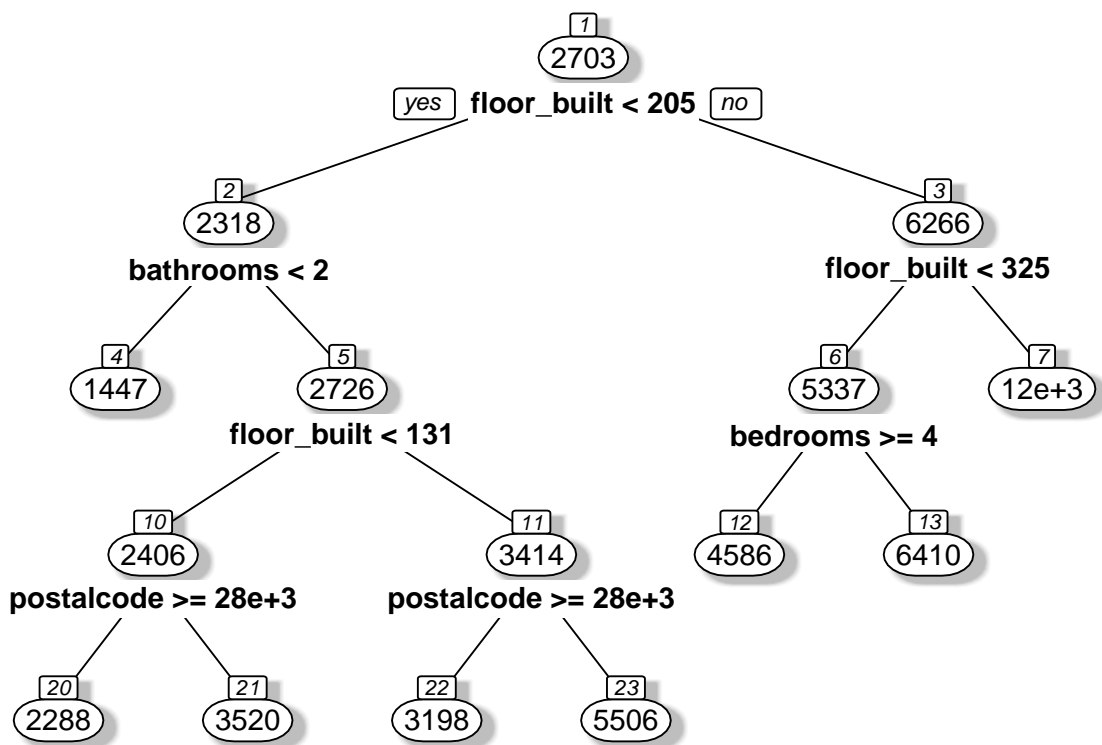 1
2703
yes floor_built < 205 no
2 3
2318 6266
bathrooms < 2 floor_built < 325
4 5 6 7
1447 2726 5337 12e+3
floor_built < 131 bedrooms >= 4
10 11 12 13
2406 3414 4586 6410
postalcode >= 28e+3 postalcode >= 28e+3
20 21 22 23
2288 3520 3198 5506